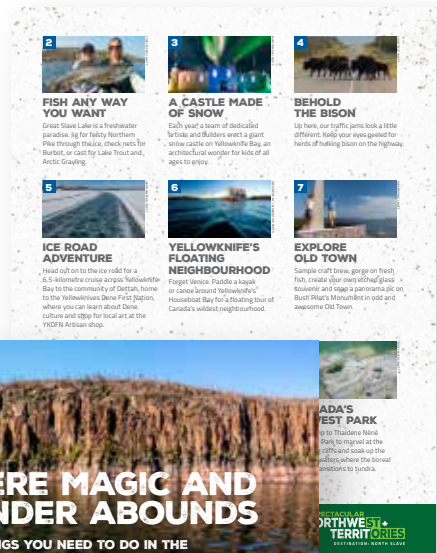 2
FISH ANY WAY
YOU WANT
Great Slave Lake is a freshwater
paradise. Jig for feisty Northern
Pike through the ice, check nets for
Burbot, or cast for Lake Trout and
Arctic Grayling.
3
A CASTLE MADE
OF SNOW
Each year, a team of dedicated
artists and builders erect a giant
snow castle on Yellowknife Bay, an
architectural wonder for kids of all
ages to enjoy.
4
BEHOLD
THE BISON
Up here, our traffic jams look a little
different. Keep your eyes peeled for
herds of hulking bison on the highway.
5
ICE ROAD
ADVENTURE
Head out on to the ice road for a
6.5-kilometre cruise across Yellowknife
Bay to the community of Dettah, home
to the Yellowknives Dene First Nation,
where you can learn about Dene
culture and shop for local art at the
YKDFN Artisan shop.
6
YELLOWKNIFE'S
FLOATING
NEIGHBOURHOOD
Forget Venice. Paddle a kayak
or canoe around Yellowknife's
Houseboat Bay for a floating tour of
Canada's wildest neighbourhood.
7
EXPLORE
OLD TOWN
Sample craft brew, gorge on fresh
fish, create your own etched glass
souvenir and snap a panorama pic on
Bush Pilot's Monument in odd and
awesome Old Town.
ADA'S
EST PARK
p to Thaidene Nëné
Park to marvel at the
cliffs and soak up the
waters where the boreal
ansitions to tundra.
ERE MAGIC AND
NDER ABOUNDS
NGS YOU NEED TO DO IN THE
PECTACULAR
ORTHWEST
TERRITORIES
DESTINATION: NORTH SLAVE